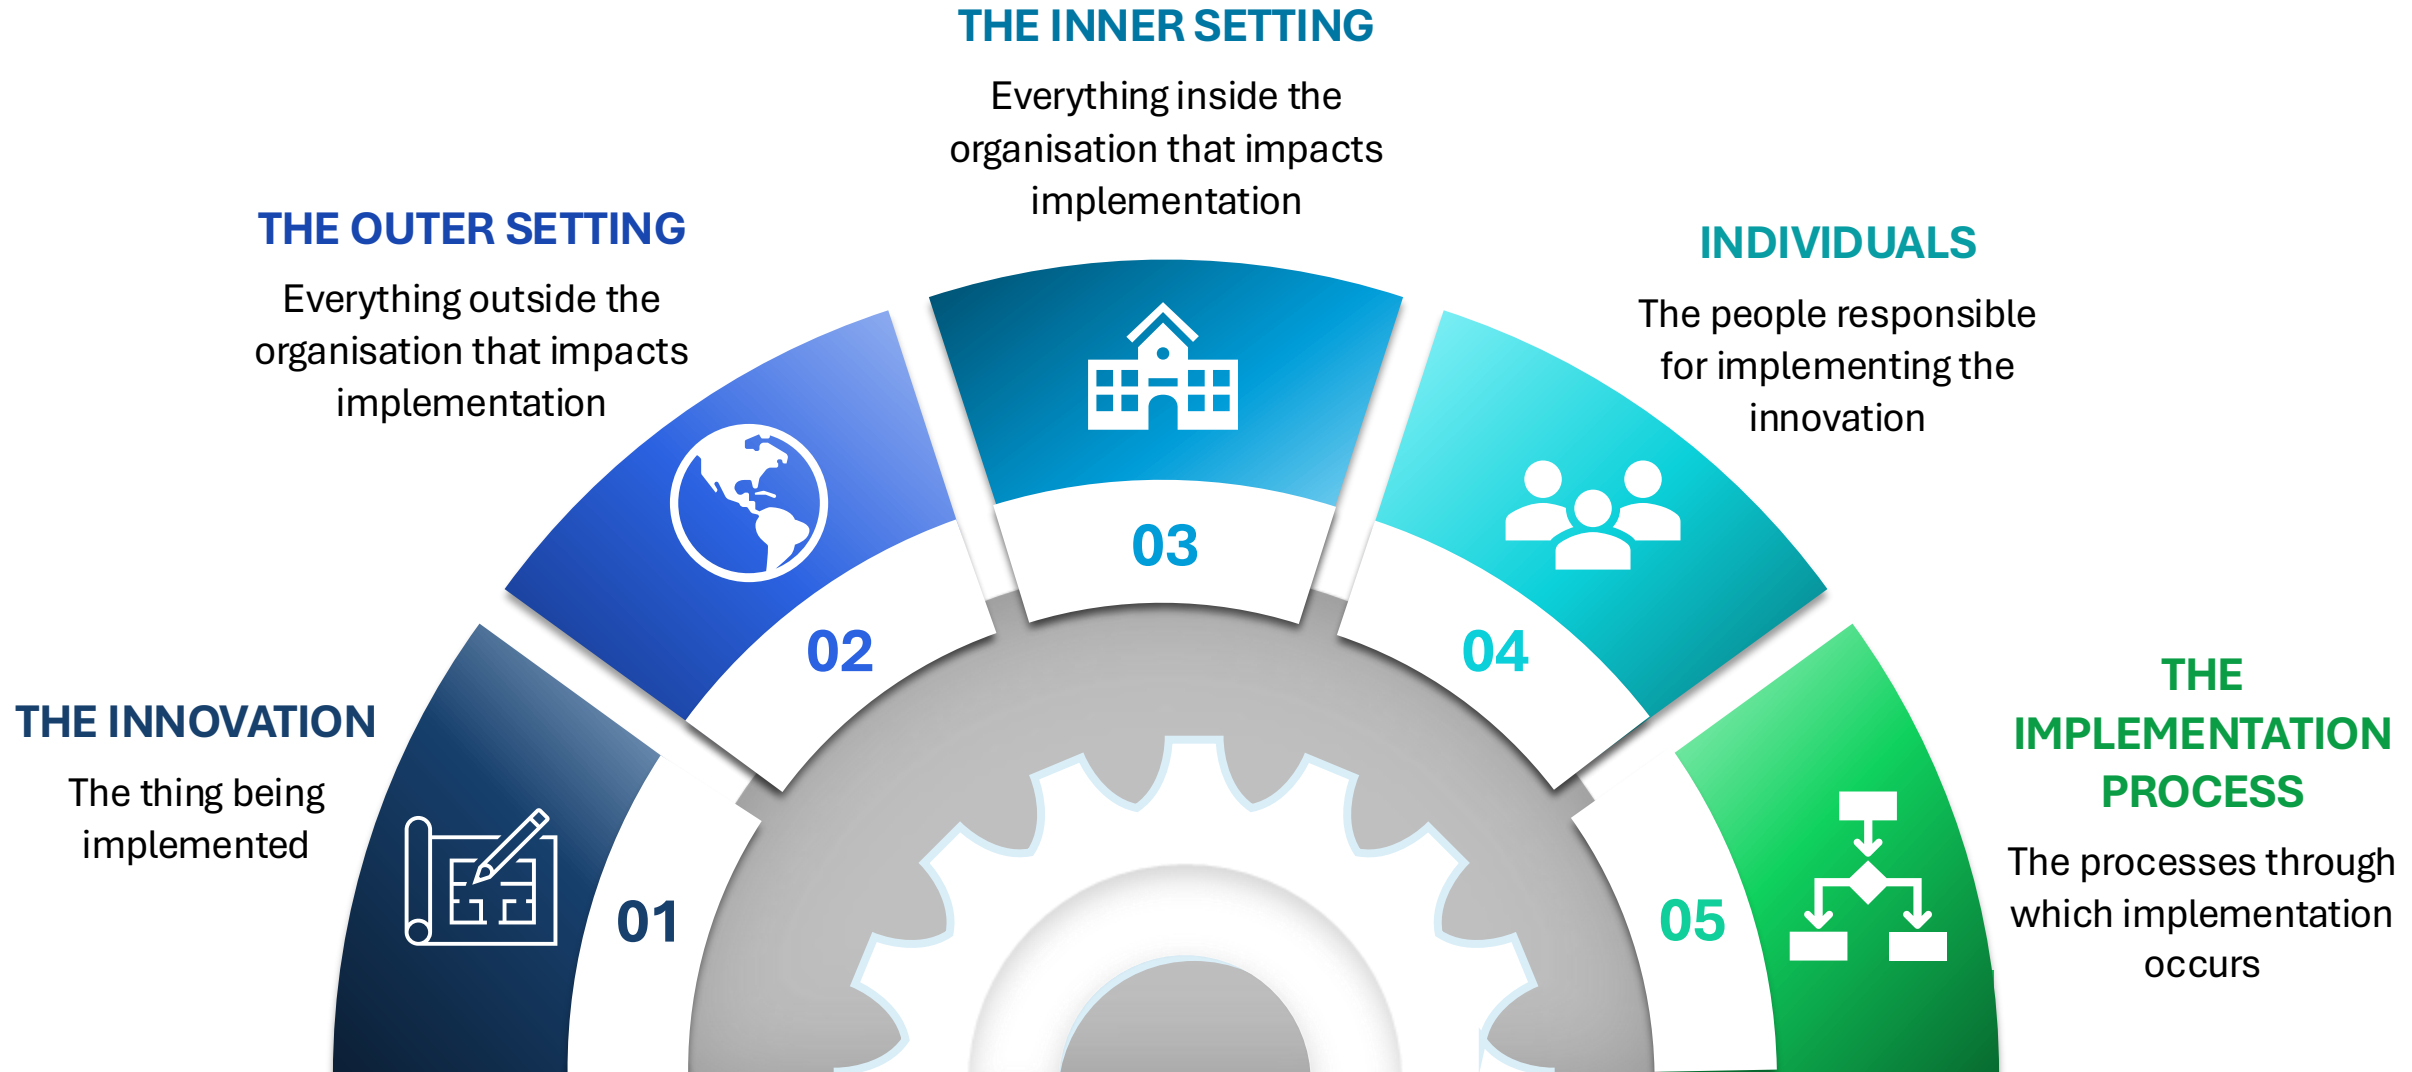 THE INNER SETTING
Everything inside the
organisation that impacts
implementation
THE OUTER SETTING
Everything outside the
organisation that impacts
implementation
INDIVIDUALS
The people responsible
for implementing the
innovation
THE INNOVATION
The thing being
implemented
THE
IMPLEMENTATION
PROCESS
The processes through
which implementation
occurs
01
02
03
04
05